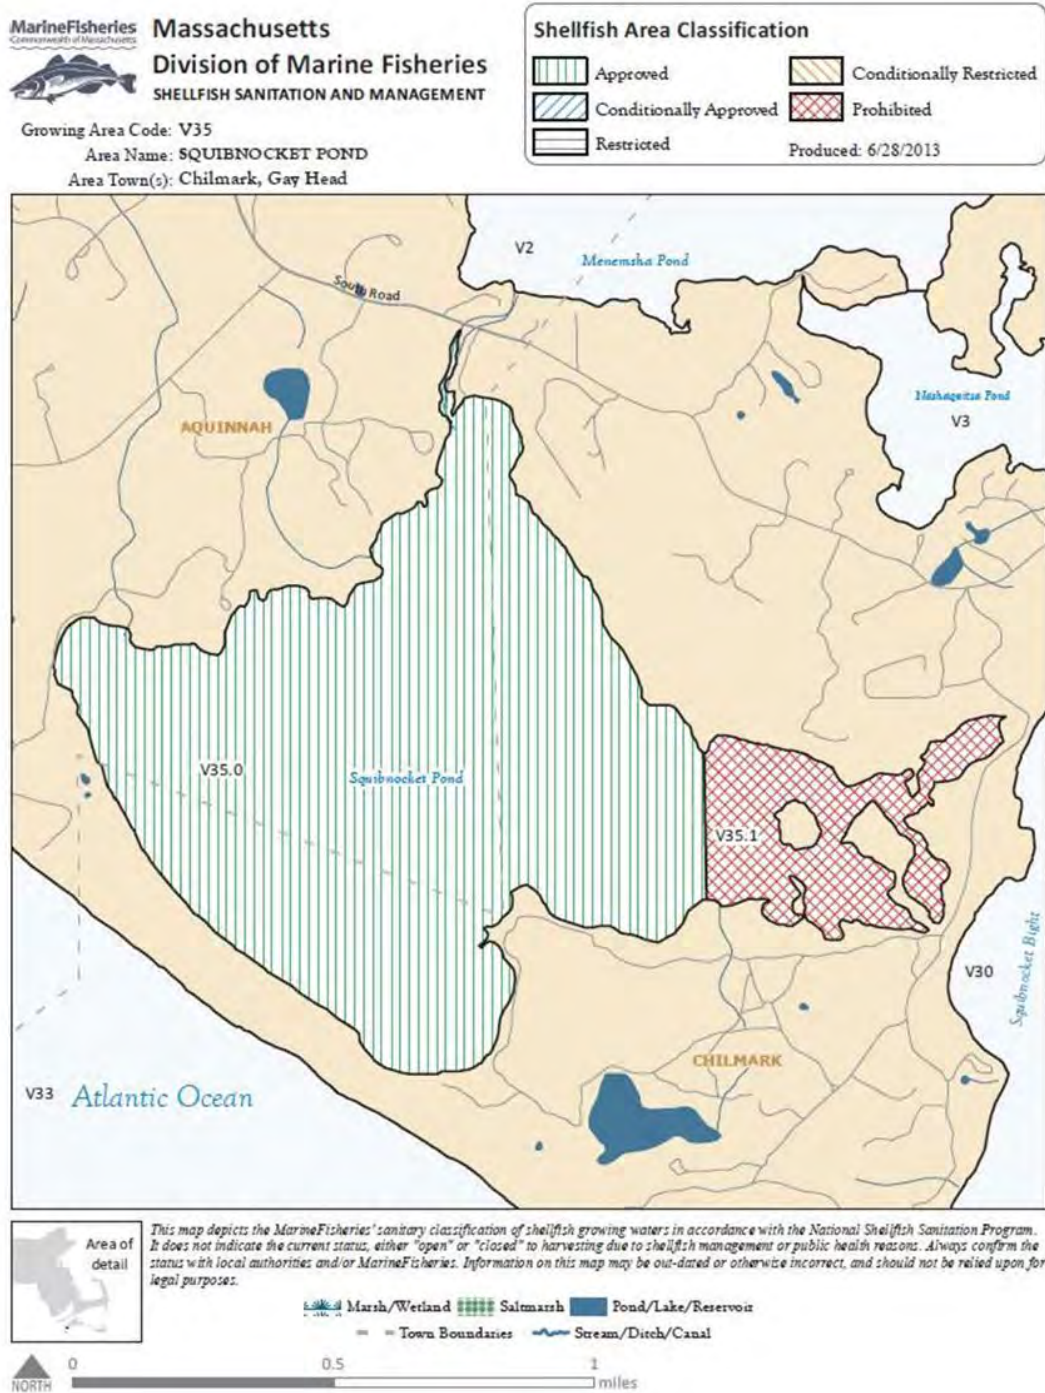 MarineFisheries
Commonwealth of Massachusetts
Massachusetts
Division of Marine Fisheries
SHELLFISH SANITATION AND MANAGEMENT
Growing Area Code: V35
Area Name: SQUIBNOCKET POND
Area Town(s): Chilmark, Gay Head
Shellfish Area Classification
Approved
Conditionally Approved
Restricted
Conditionally Restricted
Prohibited
Produced: 6/28/2013
V2
Menemsha Pond
South Road
AQUINNAH
Nashaquitsa Pond
V3
V35.0
Squibnocket Pond
V35.1
V30
Squibnocket Bight
CHILMARK
V33
Atlantic Ocean
Area of
detail
This map depicts the MarineFisheries' sanitary classification of shellfish growing waters in accordance with the National Shellfish Sanitation Program.
It does not indicate the current status, either "open" or "closed" to harvesting due to shellfish management or public health reasons. Always confirm the
status with local authorities and/or MarineFisheries. Information on this map may be out-dated or otherwise incorrect, and should not be relied upon for
legal purposes.
Marsh/Wetland
Saltmarsh
Pond/Lake/Reservoir
Town Boundaries
Stream/Ditch/Canal
NORTH
0
0.5
1
miles